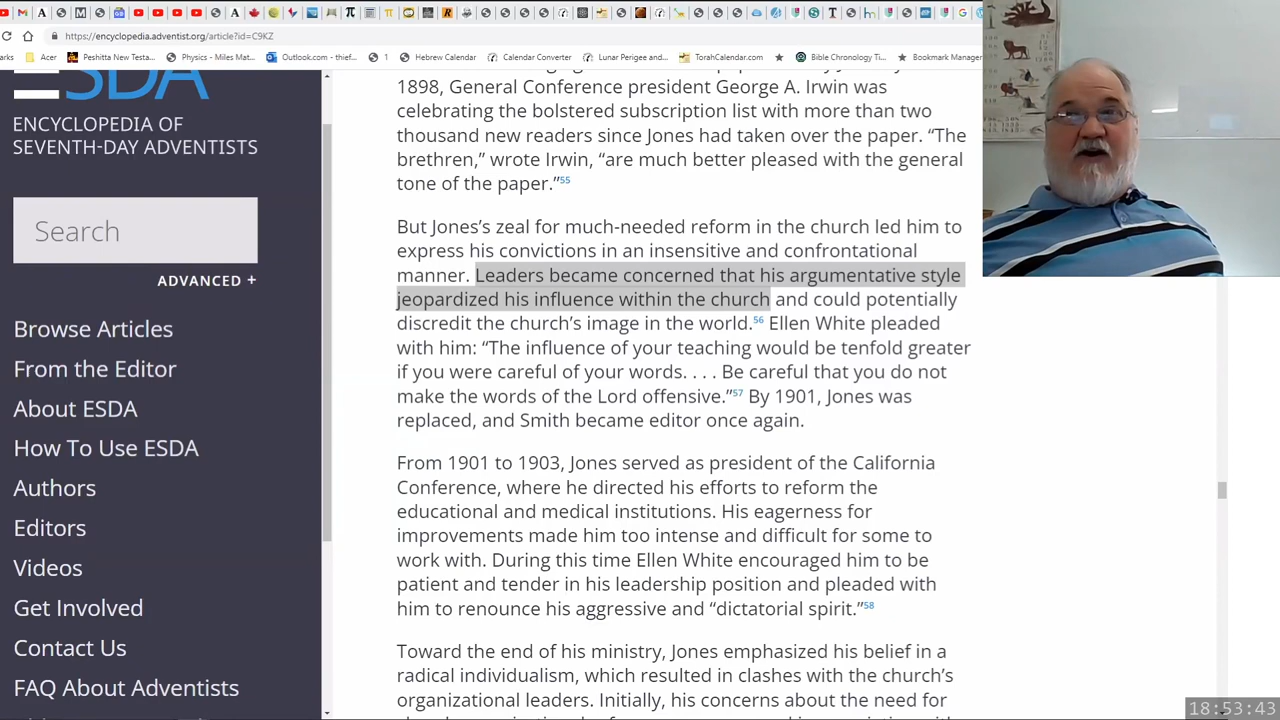 https://encyclopedia.adventist.org/article?id=C9KZ
arks Acer Peshitta New Testa... Physics - Miles Mat... Outlook.com - thief... 1 Hebrew Calendar Calendar Converter Lunar Perigee and... TorahCalendar.com Bible Chronology Ti... Bookmark Manager
ESDA
ENCYCLOPEDIA OF
SEVENTH-DAY ADVENTISTS
Search
ADVANCED +
Browse Articles
From the Editor
About ESDA
How To Use ESDA
Authors
Editors
Videos
Get Involved
Contact Us
FAQ About Adventists
1898, General Conference president George A. Irwin was
celebrating the bolstered subscription list with more than two
thousand new readers since Jones had taken over the paper. “The
brethren,” wrote Irwin, “are much better pleased with the general
tone of the paper.”55
But Jones’s zeal for much-needed reform in the church led him to
express his convictions in an insensitive and confrontational
manner. Leaders became concerned that his argumentative style
jeopardized his influence within the church and could potentially
discredit the church’s image in the world.56 Ellen White pleaded
with him: “The influence of your teaching would be tenfold greater
if you were careful of your words. . . . Be careful that you do not
make the words of the Lord offensive.”57 By 1901, Jones was
replaced, and Smith became editor once again.
From 1901 to 1903, Jones served as president of the California
Conference, where he directed his efforts to reform the
educational and medical institutions. His eagerness for
improvements made him too intense and difficult for some to
work with. During this time Ellen White encouraged him to be
patient and tender in his leadership position and pleaded with
him to renounce his aggressive and “dictatorial spirit.”58
Toward the end of his ministry, Jones emphasized his belief in a
radical individualism, which resulted in clashes with the church’s
organizational leaders. Initially, his concerns about the need for
18:53:43